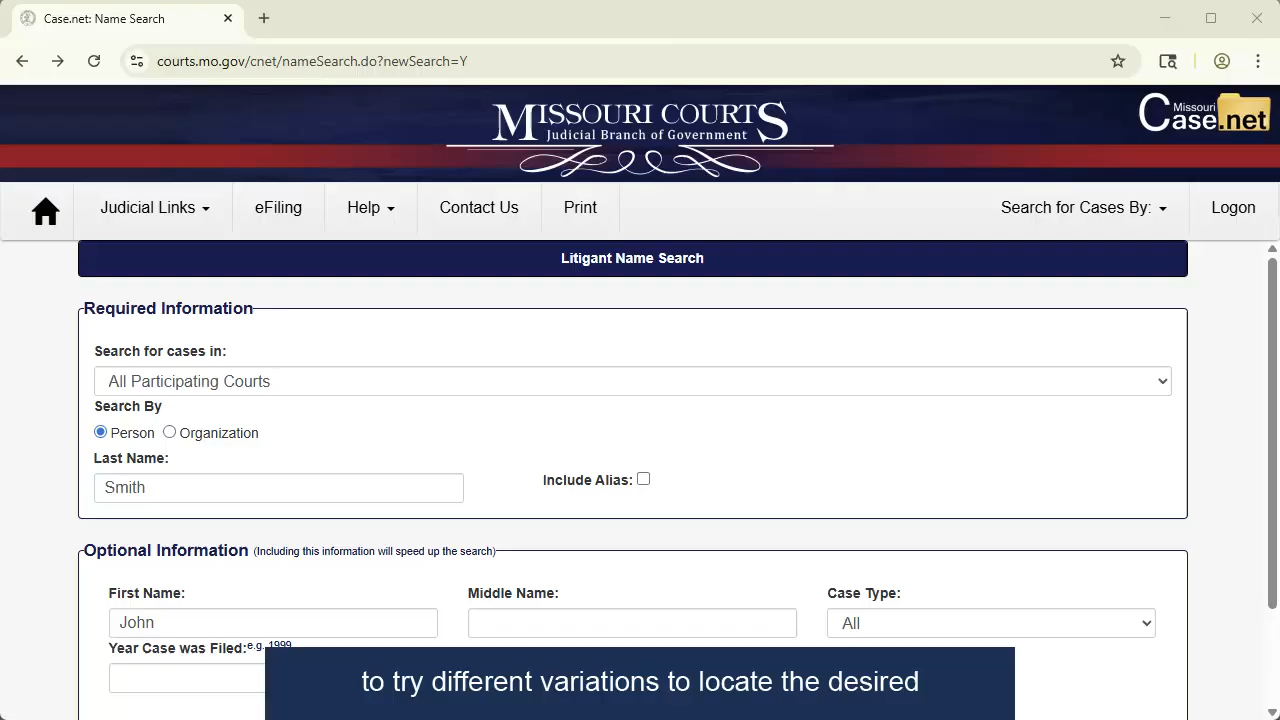 Case.net: Name Search
courts.mo.gov/cnet/nameSearch.do?newSearch=Y
MISSOURI COURTS
Judicial Branch of Government
Missouri
Case.net
Judicial Links
eFiling
Help
Contact Us
Print
Search for Cases By:
Logon
Litigant Name Search
Required Information
Search for cases in:
All Participating Courts
Search By
Person
Organization
Last Name:
Smith
Include Alias:
Optional Information (Including this information will speed up the search)
First Name:
Middle Name:
Case Type:
John
All
Year Case was Filed:e.g. 1999
to try different variations to locate the desired